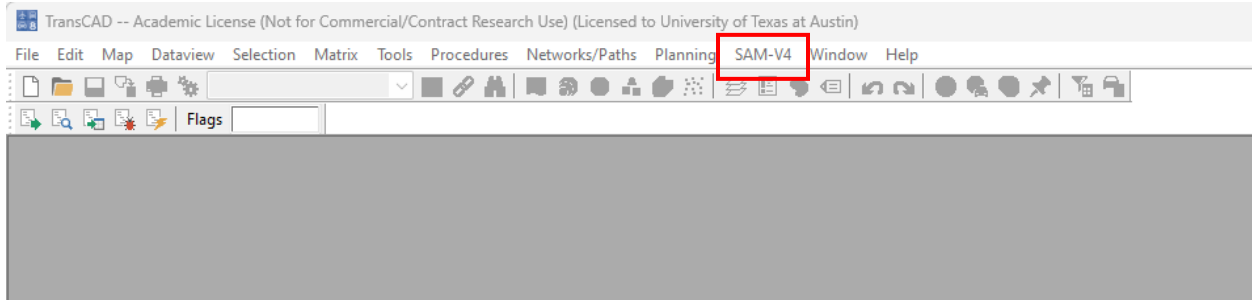 TransCAD -- Academic License (Not for Commercial/Contract Research Use) (Licensed to University of Texas at Austin)
File Edit Map Dataview Selection Matrix Tools Procedures Networks/Paths Planning SAM-V4 Window Help
Flags